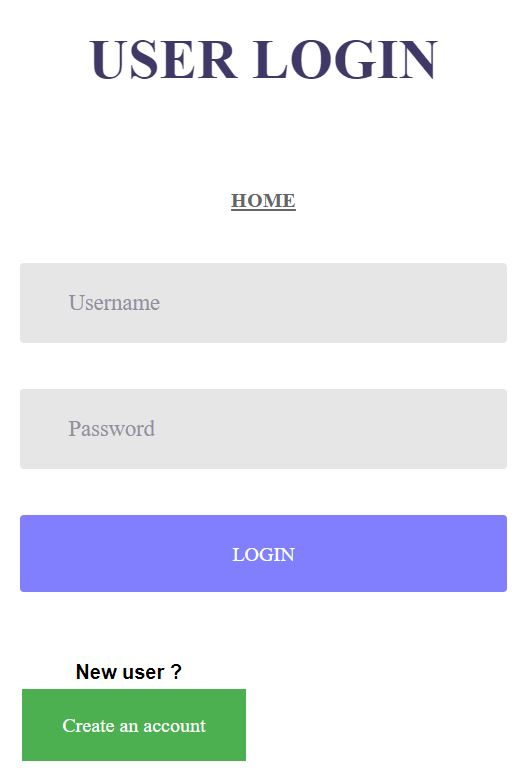 USER LOGIN
HOME
Username
Password
LOGIN
New user ?
Create an account